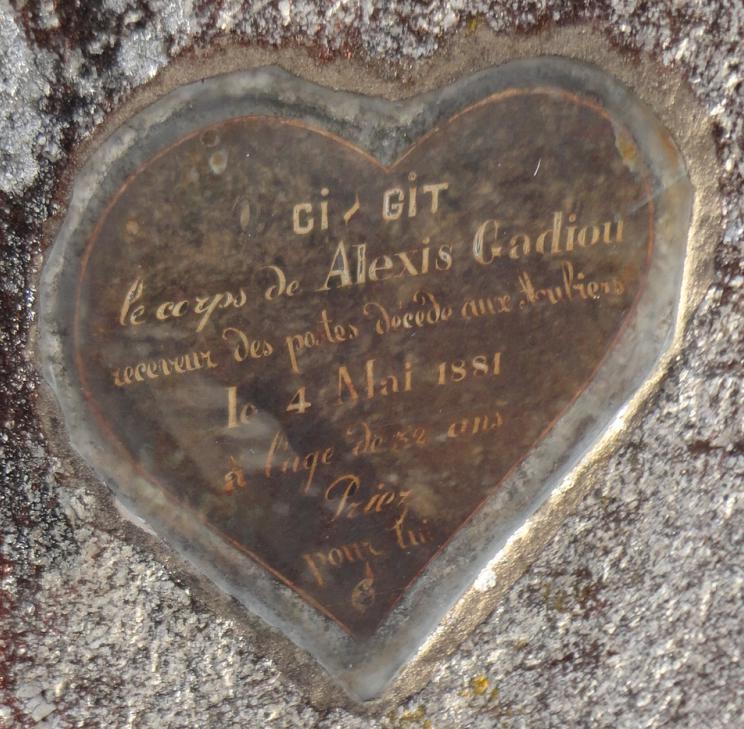 CI / GIT
le corps de Alexis Gadiou
receveur des postes décédé aux
Le 4 Mai 1881
à l'age de ans
Priez
pour lui